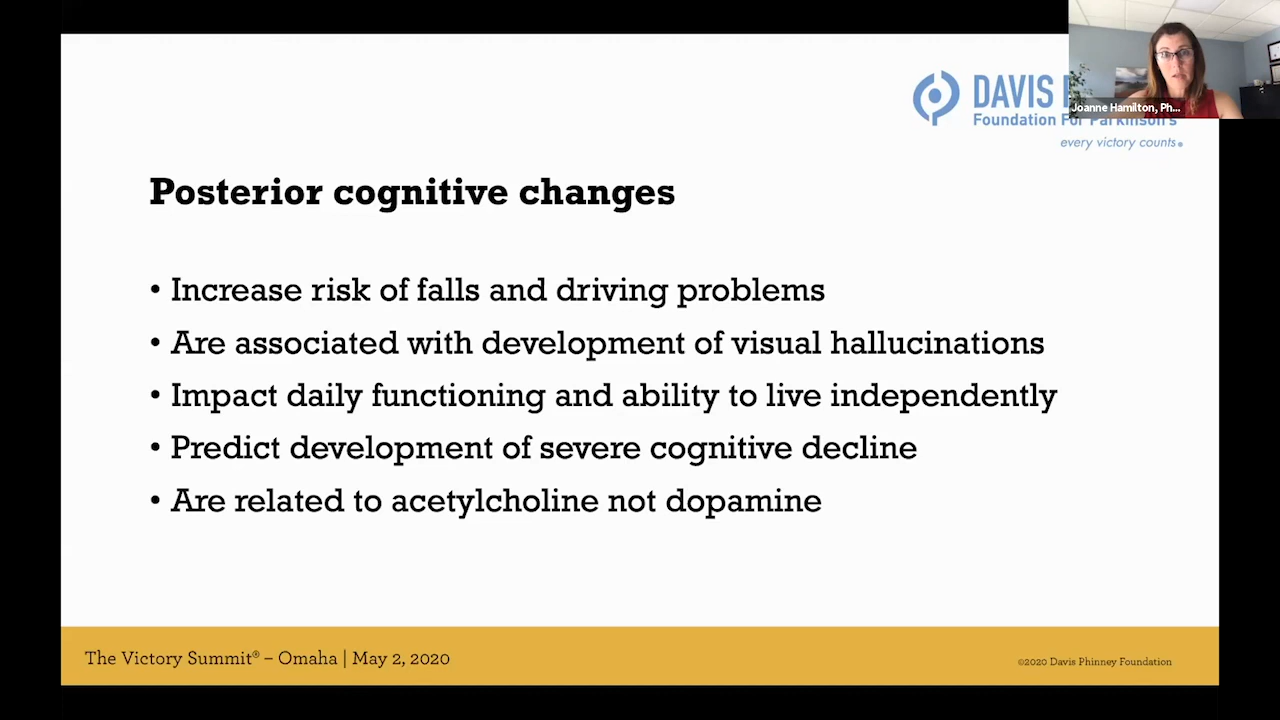 DAVIS P
Foundation For Parkinson's
every victory counts.
Joanne Hamilton, Ph...
Posterior cognitive changes
• Increase risk of falls and driving problems
• Are associated with development of visual hallucinations
• Impact daily functioning and ability to live independently
• Predict development of severe cognitive decline
• Are related to acetylcholine not dopamine
The Victory Summit® – Omaha | May 2, 2020
©2020 Davis Phinney Foundation